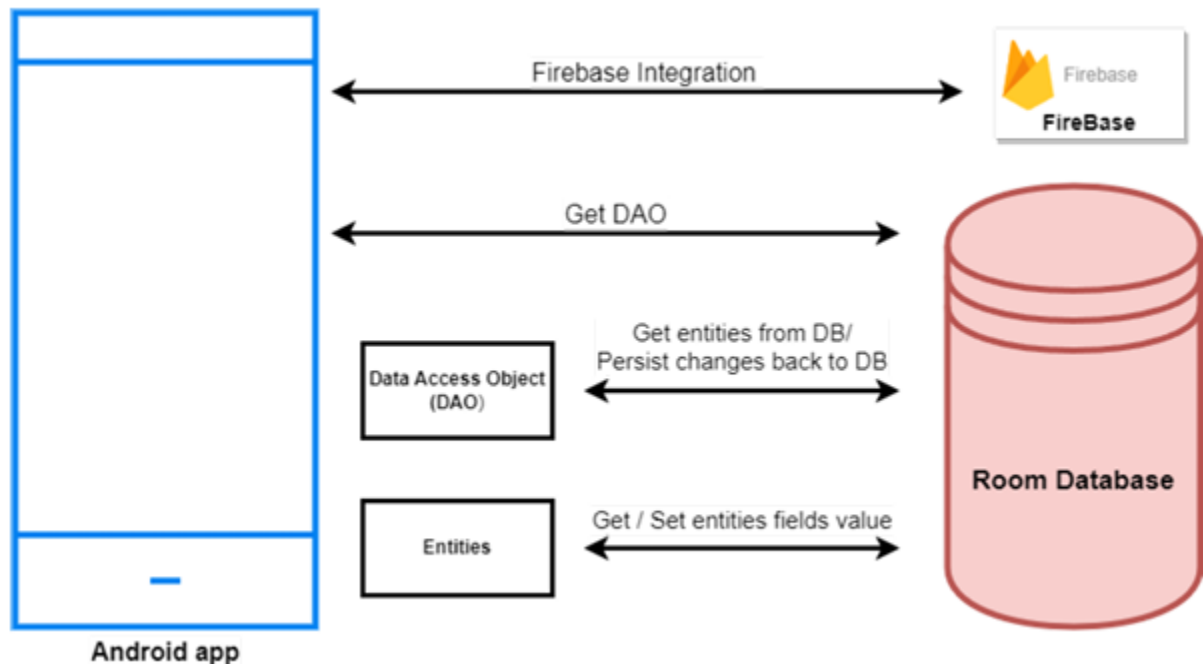 Firebase Integration
Firebase
FireBase
Get DAO
Get entities from DB/
Persist changes back to DB
Data Access Object
(DAO)
Room Database
Get / Set entities fields value
Entities
Android app